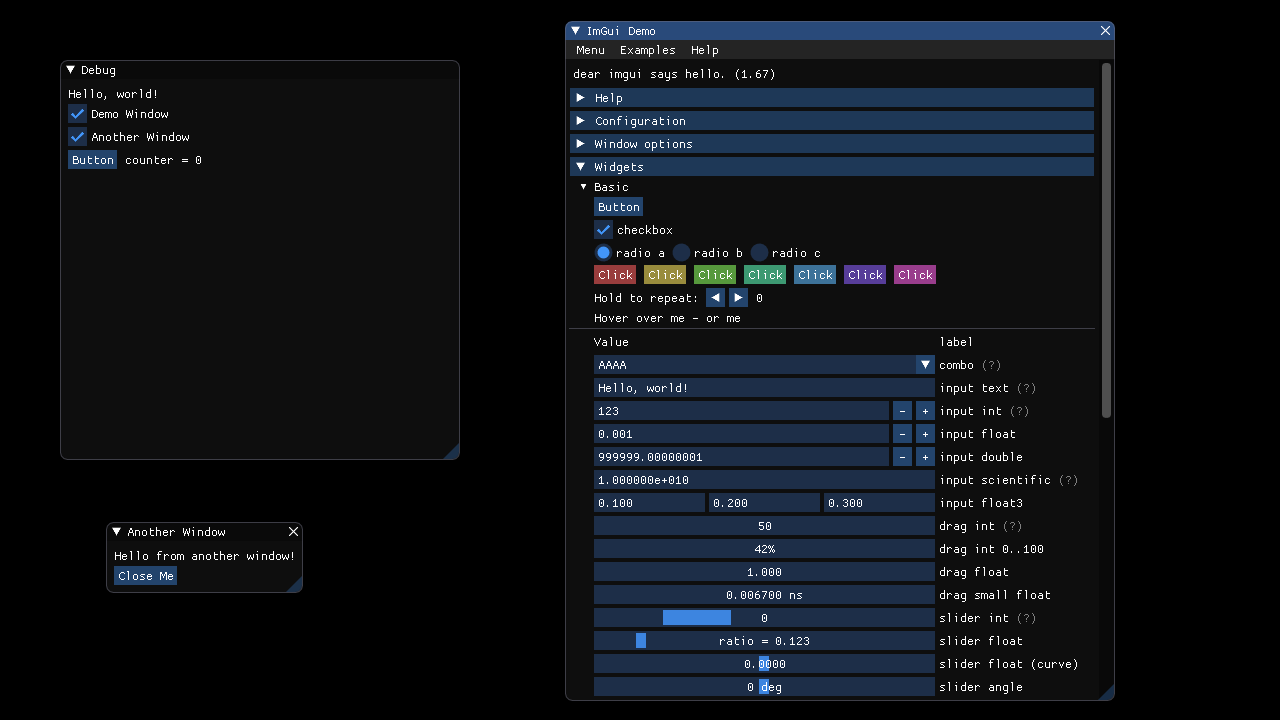 Debug
Hello, world!
Demo Window
Another Window
Button counter = 0
Another Window
Hello from another window!
Close Me
ImGui Demo
Menu Examples Help
dear imgui says hello. (1.67)
Help
Configuration
Window options
Widgets
Basic
Button
checkbox
radio a radio b radio c
Click Click Click Click Click Click Click
Hold to repeat: 0
Hover over me - or me
Value label
AAAA combo (?)
Hello, world! input text (?)
123 - + input int (?)
0.001 - + input float
999999.00000001 - + input double
1.000000e+010 input scientific (?)
0.100 0.200 0.300 input float3
50 drag int (?)
42% drag int 0..100
1.000 drag float
0.006700 ns drag small float
0 slider int (?)
ratio = 0.123 slider float
0.0000 slider float (curve)
0 deg slider angle